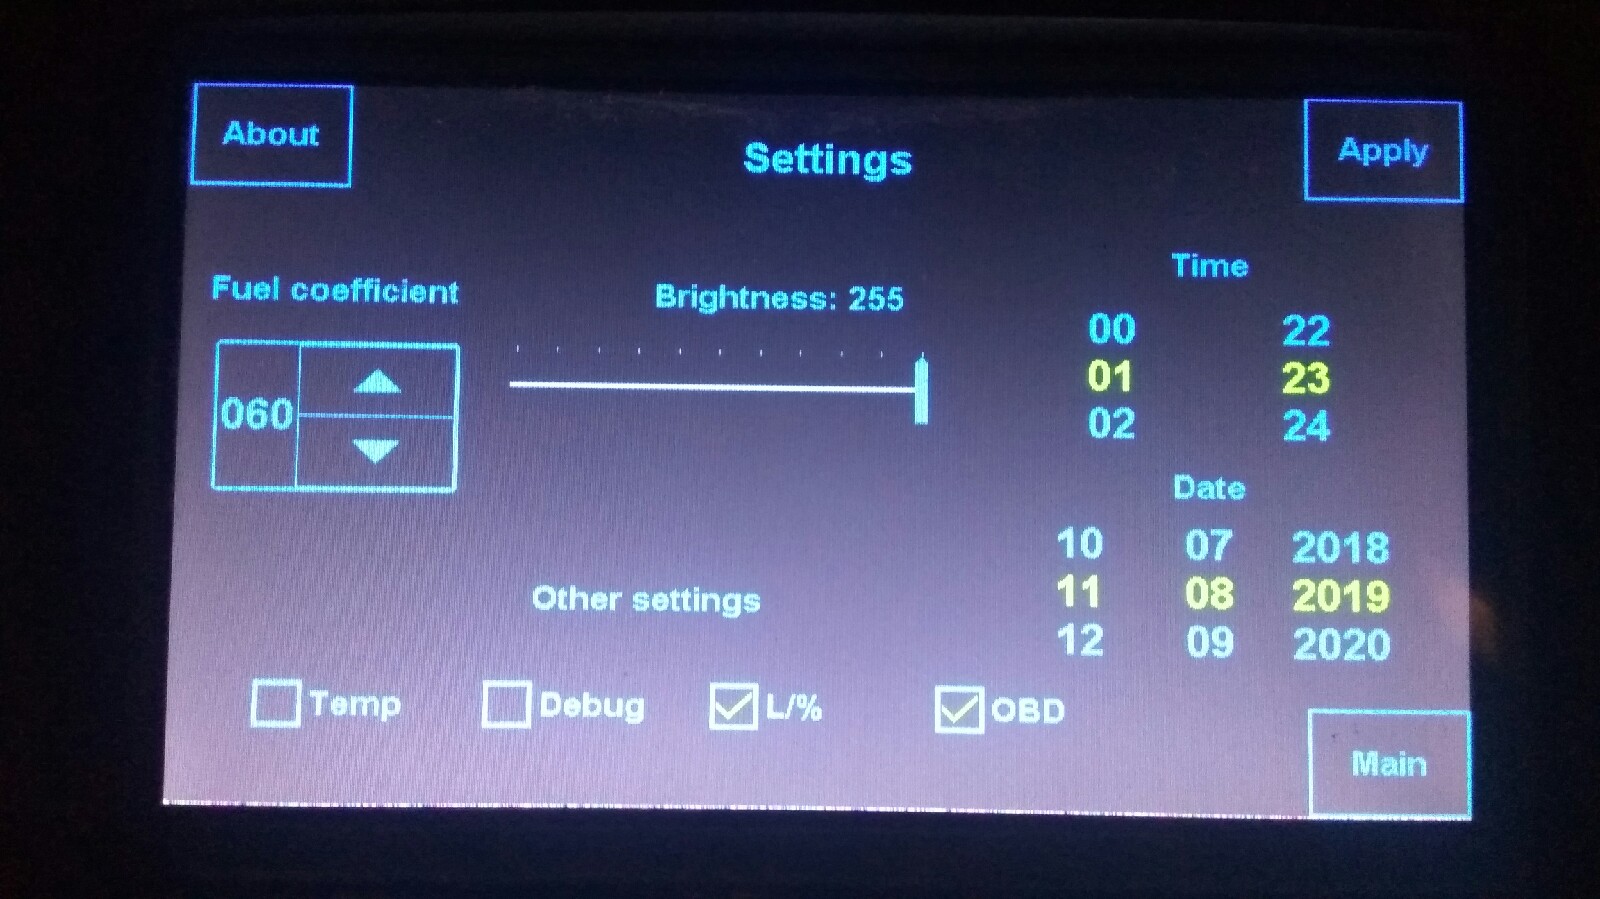 About
Settings
Apply
Fuel coefficient
060
Brightness: 255
Time
00 22
01 23
02 24
Date
10 07 2018
11 08 2019
12 09 2020
Other settings
Temp Debug L/% OBD
Main